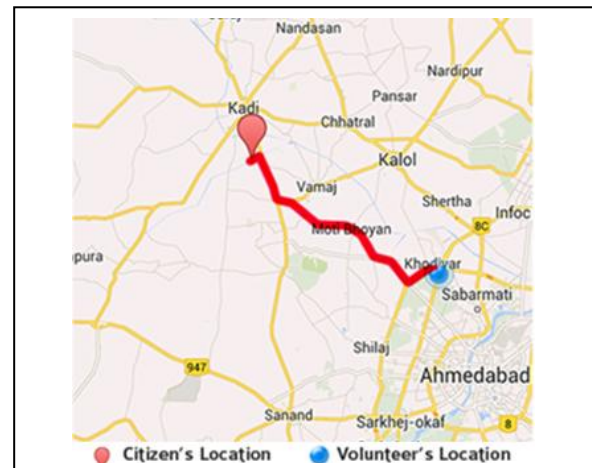 Nandasan
Nardipur
Pansar
Kadi
Chhatral
Kalol
Vamaj
Shertha
Infoc
8C
Moti Bhoyan
Khodiyar
pura
Sabarmati
Shilaj
947
Ahmedabad
Sanand
Sarkhej-okaf
8
Citizen's Location Volunteer's Location